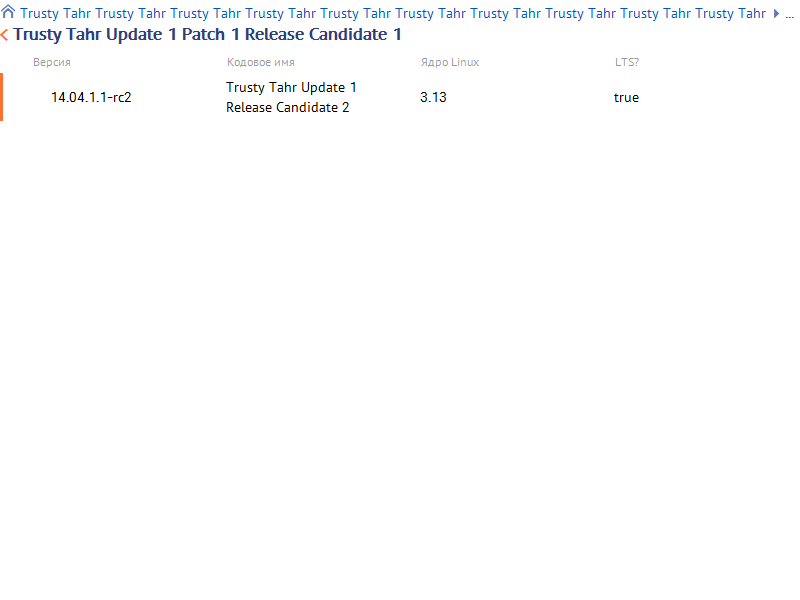 Trusty Tahr Trusty Tahr Trusty Tahr Trusty Tahr Trusty Tahr Trusty Tahr Trusty Tahr Trusty Tahr Trusty Tahr Trusty Tahr ...
Trusty Tahr Update 1 Patch 1 Release Candidate 1
Версия Кодовое имя Ядро Linux LTS?
Trusty Tahr Update 1
14.04.1.1-rc2 3.13 true
Release Candidate 2